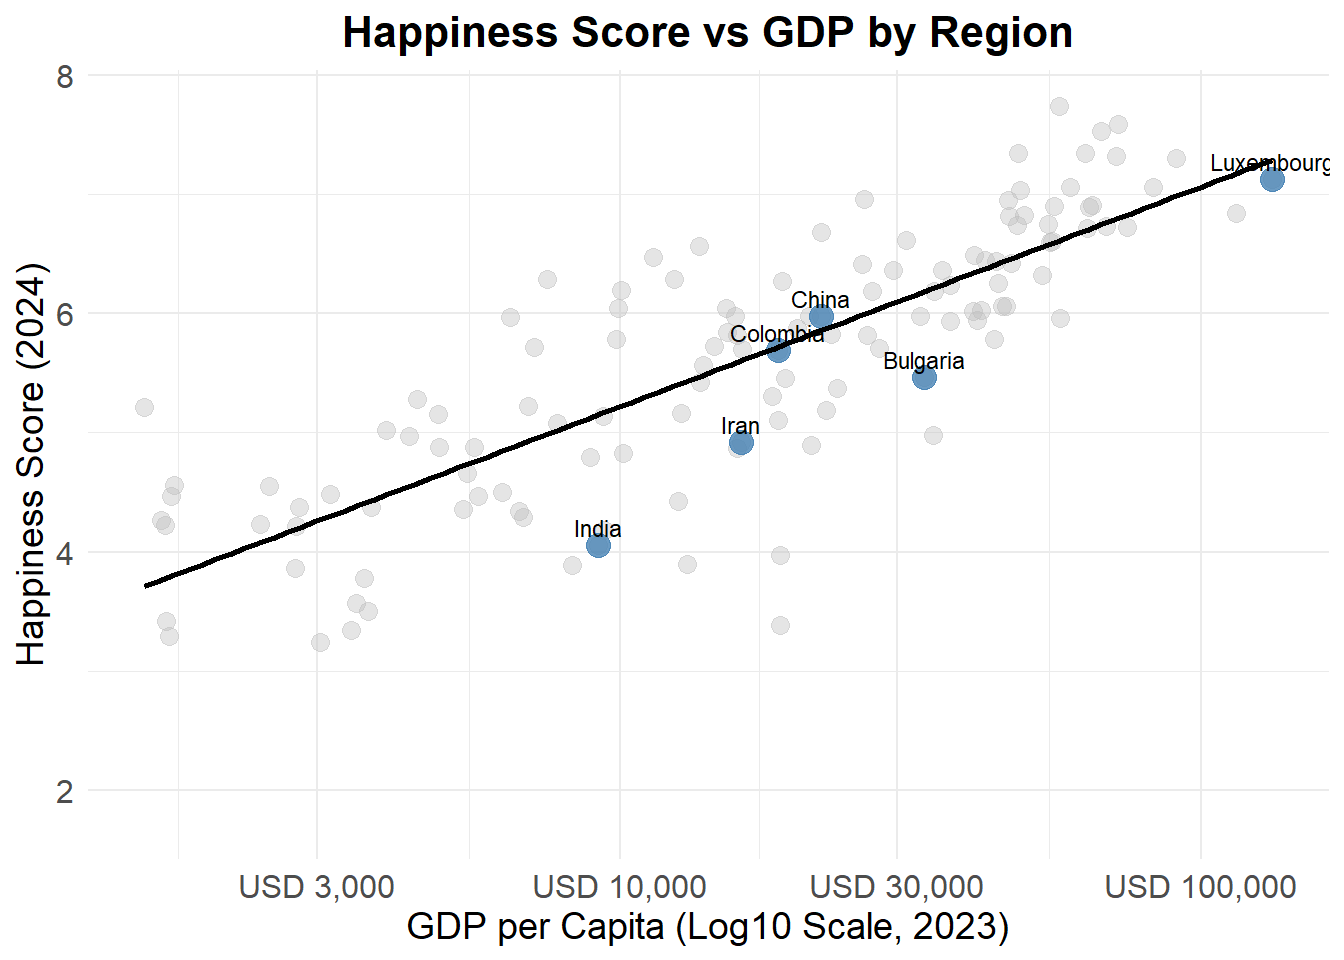 Happiness Score vs GDP by Region
8
6
4
2
Happiness Score (2024)
Luxembourg
China
Colombia
Bulgaria
Iran
India
USD 3,000
USD 10,000
USD 30,000
USD 100,000
GDP per Capita (Log10 Scale, 2023)